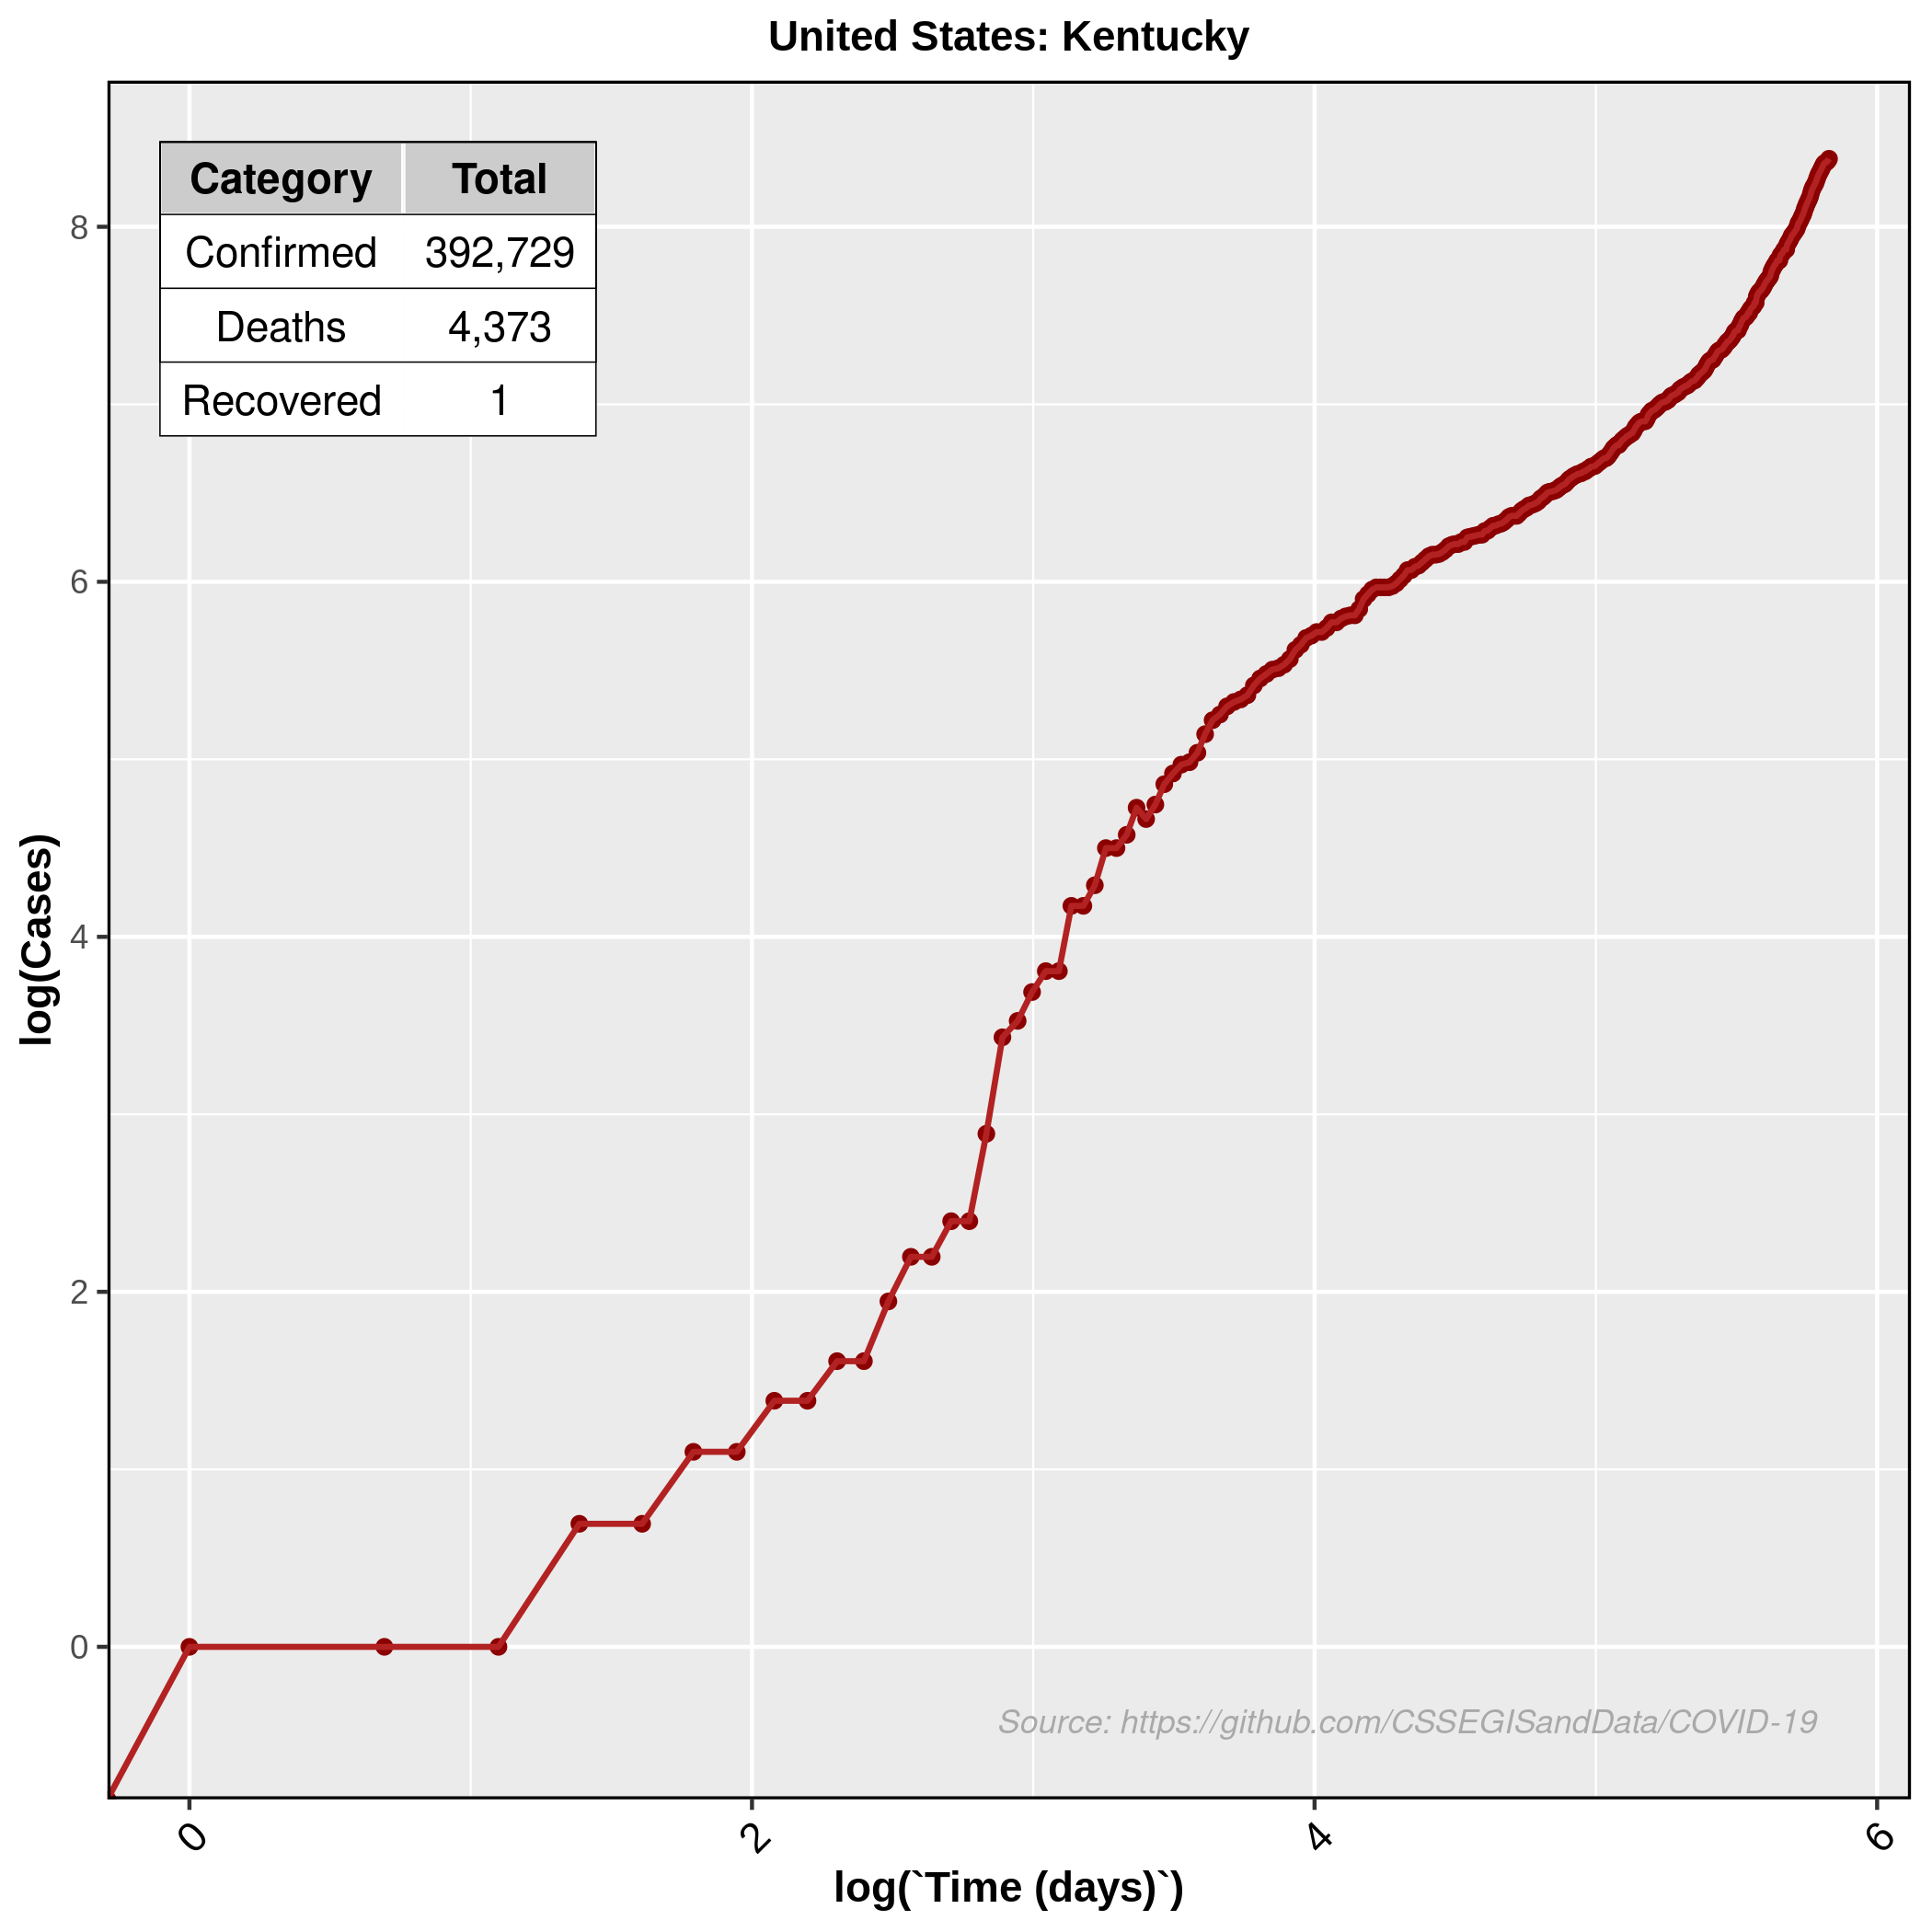 United States: Kentucky
Category Total
Confirmed 392,729
Deaths 4,373
Recovered 1
8
6
4
2
0
log(Cases)
Source: https://github.com/CSSEGISandData/COVID-19
0 2 4 6
log(`Time (days)`)